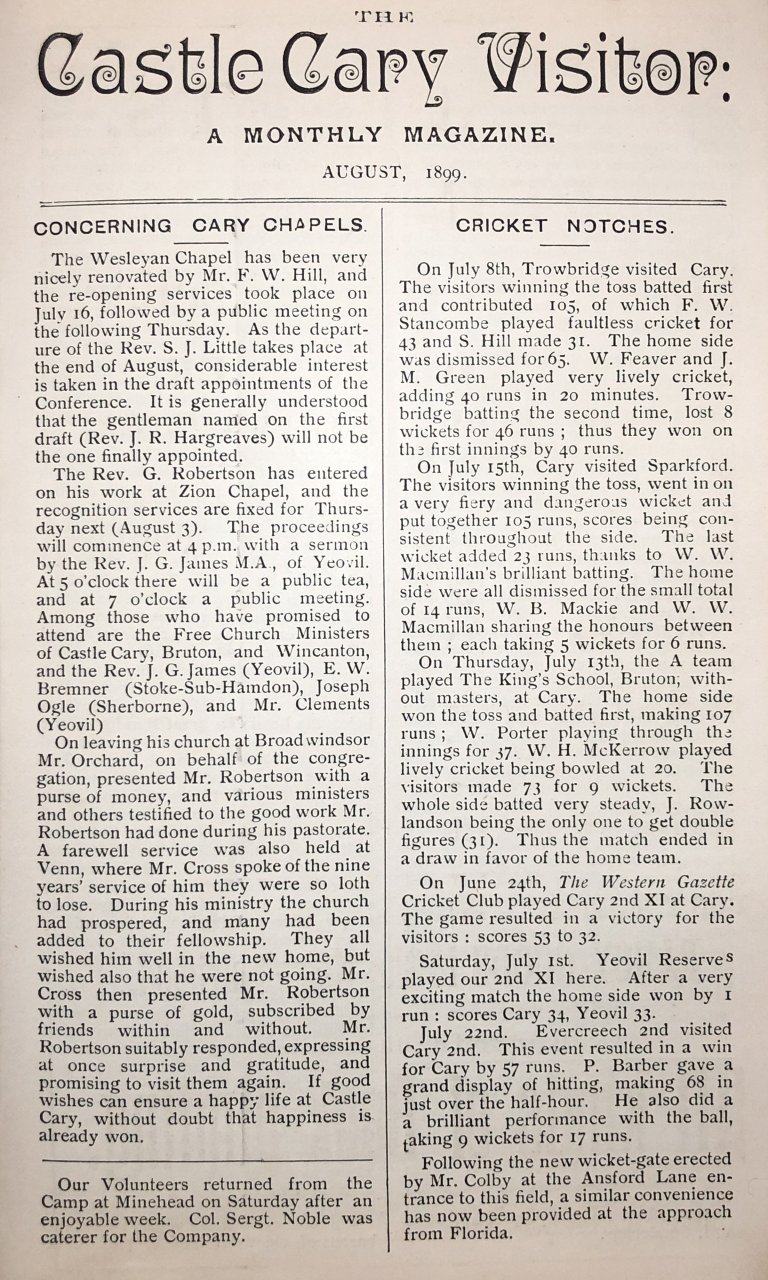 THE
Castle Cary Visitor:
A MONTHLY MAGAZINE.
AUGUST, 1899.
CONCERNING CARY CHAPELS.
The Wesleyan Chapel has been very
nicely renovated by Mr. F. W. Hill, and
the re-opening services took place on
July 16, followed by a public meeting on
the following Thursday. As the depart-
ure of the Rev. S. J. Little takes place at
the end of August, considerable interest
is taken in the draft appointments of the
Conference. It is generally understood
that the gentleman named on the first
draft (Rev. J. R. Hargreaves) will not be
the one finally appointed.
The Rev. G. Robertson has entered
on his work at Zion Chapel, and the
recognition services are fixed for Thurs-
day next (August 3). The proceedings
will commence at 4 p.m. with a sermon
by the Rev. J. G. James M.A., of Yeovil.
At 5 o'clock there will be a public tea,
and at 7 o'clock a public meeting.
Among those who have promised to
attend are the Free Church Ministers
of Castle Cary, Bruton, and Wincanton,
and the Rev. J. G. James (Yeovil), E. W.
Bremner (Stoke-Sub-Hamdon), Joseph
Ogle (Sherborne), and Mr. Clements
(Yeovil)
On leaving his church at Broadwindsor
Mr. Orchard, on behalf of the congre-
gation, presented Mr. Robertson with a
purse of money, and various ministers
and others testified to the good work Mr.
Robertson had done during his pastorate.
A farewell service was also held at
Venn, where Mr. Cross spoke of the nine
years' service of him they were so loth
to lose. During his ministry the church
had prospered, and many had been
added to their fellowship. They all
wished him well in the new home, but
wished also that he were not going. Mr.
Cross then presented Mr. Robertson
with a purse of gold, subscribed by
friends within and without. Mr.
Robertson suitably responded, expressing
at once surprise and gratitude, and
promising to visit them again. If good
wishes can ensure a happy life at Castle
Cary, without doubt that happiness is
already won.
Our Volunteers returned from the
Camp at Minehead on Saturday after an
enjoyable week. Col. Sergt. Noble was
caterer for the Company.
CRICKET NOTCHES.
On July 8th, Trowbridge visited Cary.
The visitors winning the toss batted first
and contributed 105, of which F. W.
Stancombe played faultless cricket for
43 and S. Hill made 31. The home side
was dismissed for 65. W. Feaver and J.
M. Green played very lively cricket,
adding 40 runs in 20 minutes. Trow-
bridge batting the second time, lost 8
wickets for 46 runs ; thus they won on
the first innings by 40 runs.
On July 15th, Cary visited Sparkford.
The visitors winning the toss, went in on
a very fiery and dangerous wicket and
put together 105 runs, scores being con-
sistent throughout the side. The last
wicket added 23 runs, thanks to W. W.
Macmillan's brilliant batting. The home
side were all dismissed for the small total
of 14 runs, W. B. Mackie and W. W.
Macmillan sharing the honours between
them ; each taking 5 wickets for 6 runs.
On Thursday, July 13th, the A team
played The King's School, Bruton, with-
out masters, at Cary. The home side
won the toss and batted first, making 107
runs ; W. Porter playing through the
innings for 37. W. H. McKerrow played
lively cricket being bowled at 20. The
visitors made 73 for 9 wickets. The
whole side batted very steady, J. Row-
landson being the only one to get double
figures (31). Thus the match ended in
a draw in favor of the home team.
On June 24th, The Western Gazette
Cricket Club played Cary 2nd XI at Cary.
The game resulted in a victory for the
visitors : scores 53 to 32.
Saturday, July 1st. Yeovil Reserves
played our 2nd XI here. After a very
exciting match the home side won by 1
run : scores Cary 34, Yeovil 33.
July 22nd. Evercreech 2nd visited
Cary 2nd. This event resulted in a win
for Cary by 57 runs. P. Barber gave a
grand display of hitting, making 68 in
just over the half-hour. He also did a
a brilliant performance with the ball,
taking 9 wickets for 17 runs.
Following the new wicket-gate erected
by Mr. Colby at the Ansford Lane en-
trance to this field, a similar convenience
has now been provided at the approach
from Florida.